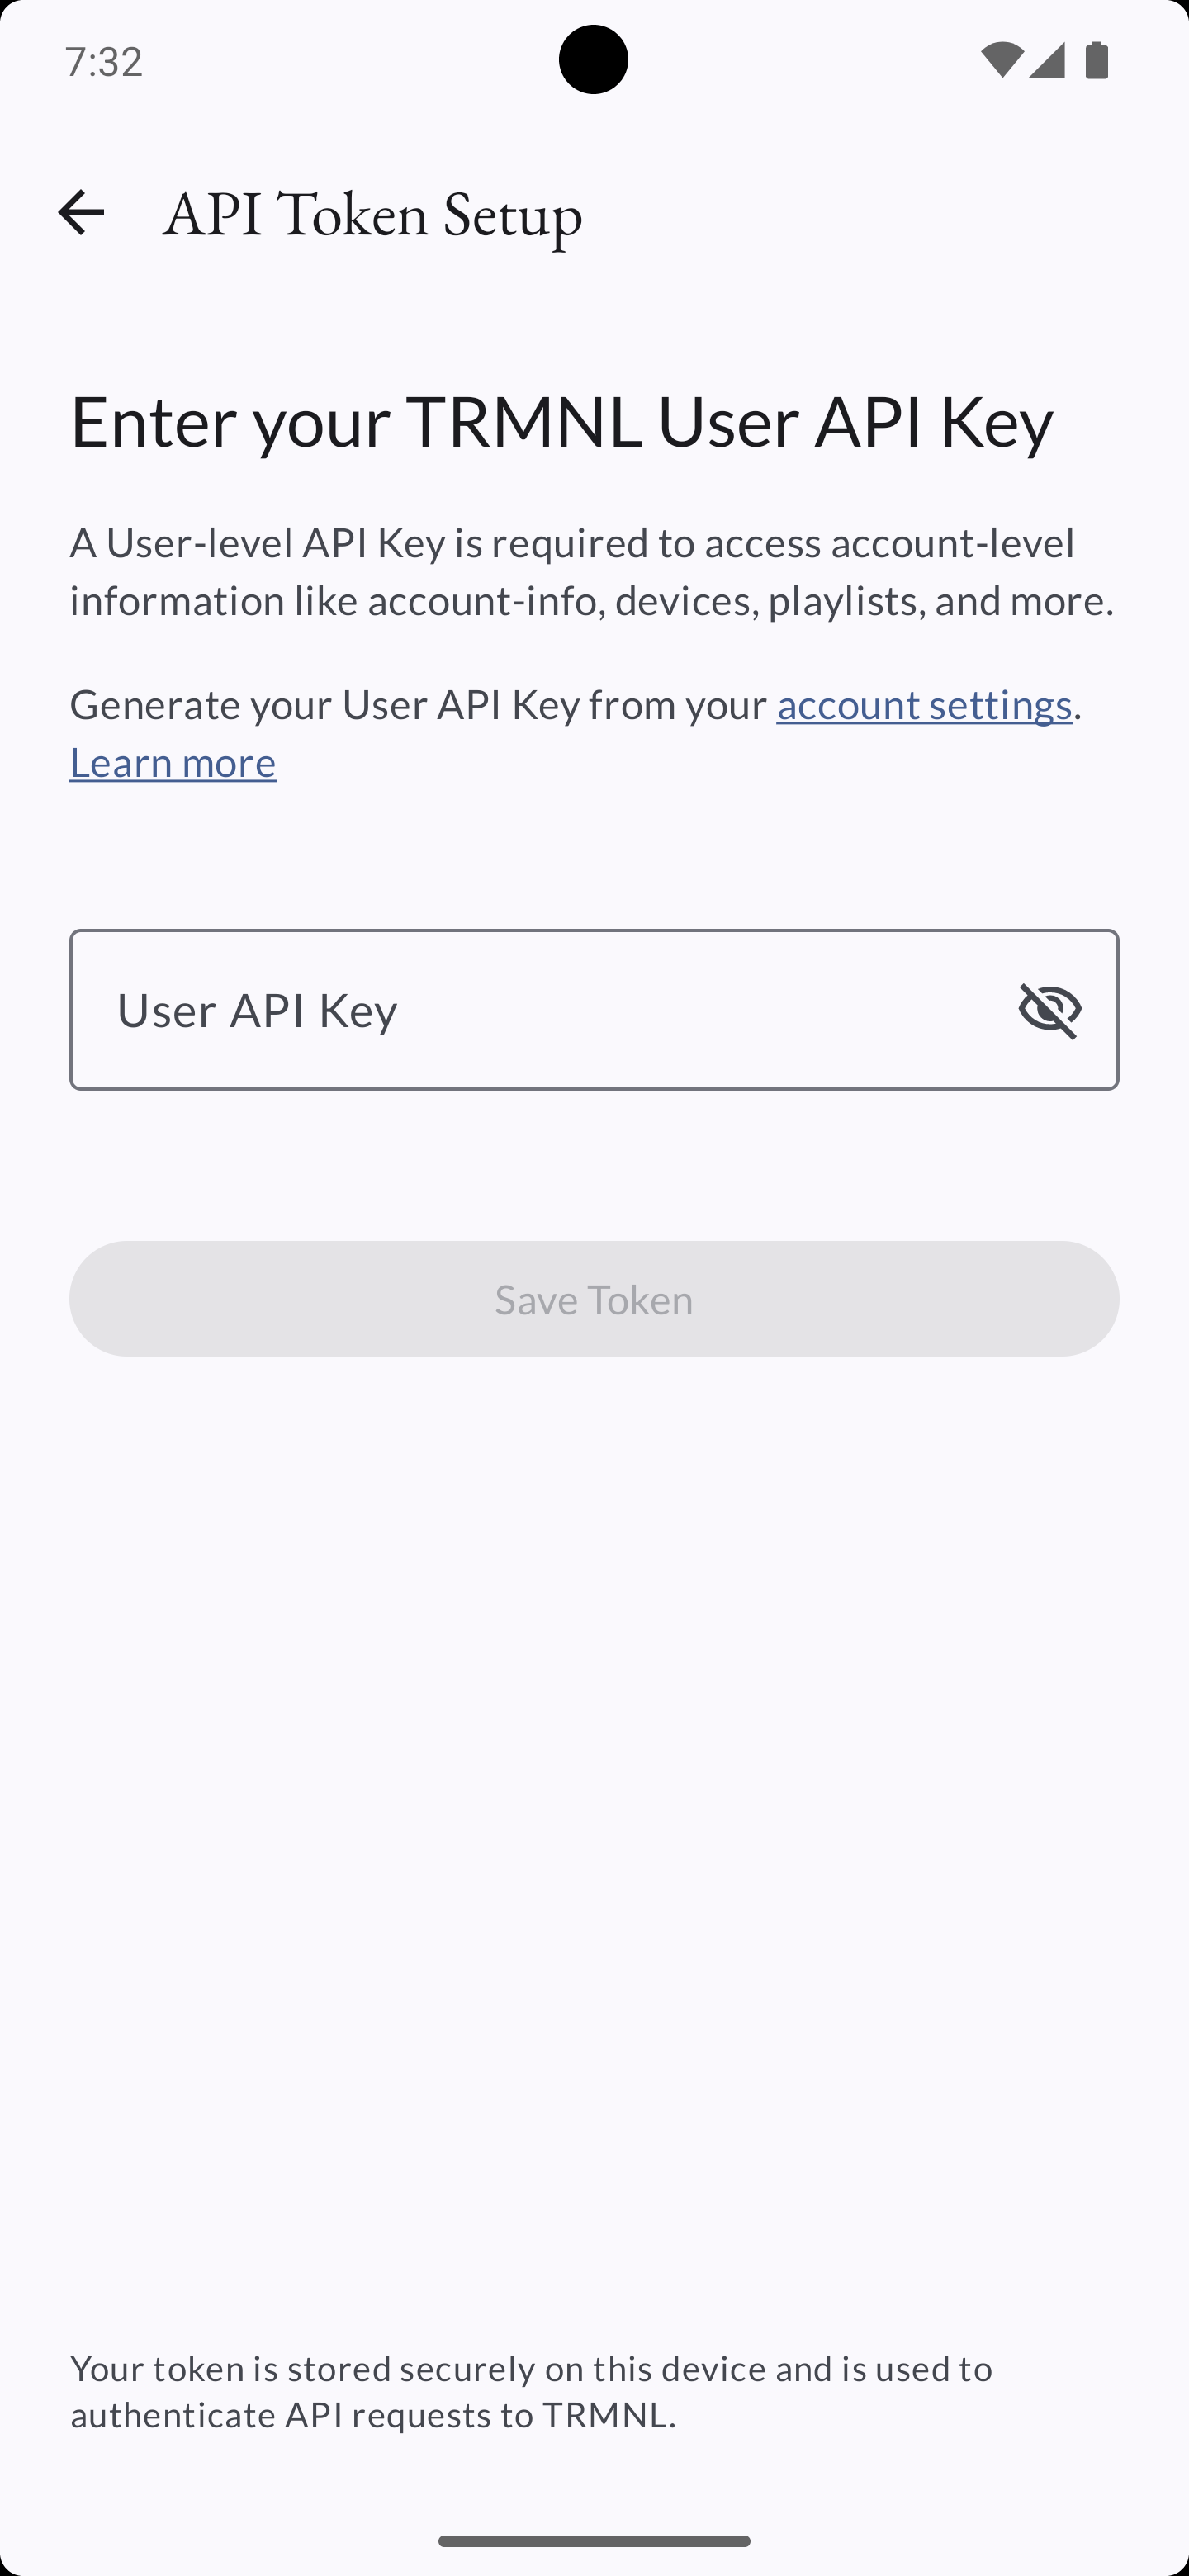 7:32
API Token Setup
Enter your TRMNL User API Key
A User-level API Key is required to access account-level
information like account-info, devices, playlists, and more.
Generate your User API Key from your account settings.
Learn more
User API Key
Save Token
Your token is stored securely on this device and is used to
authenticate API requests to TRMNL.